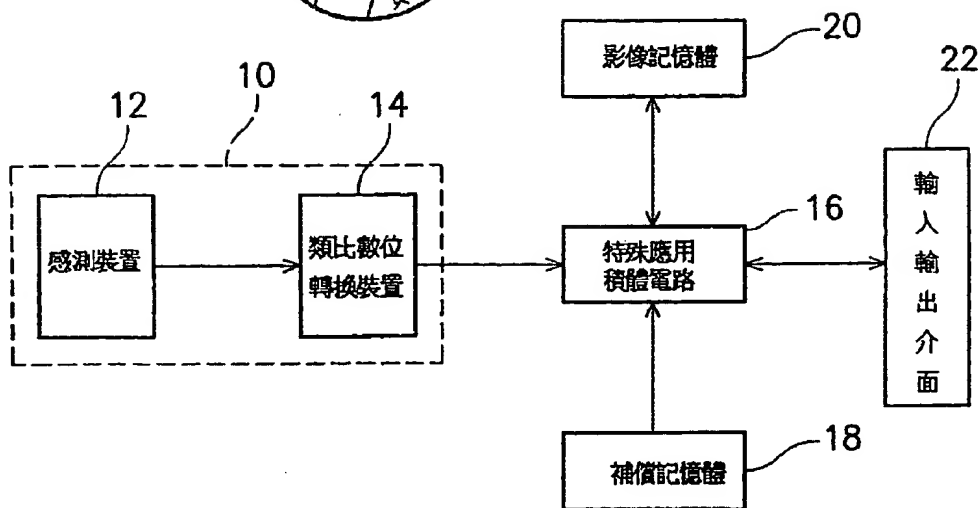 20
影像記憶體
22
10
12
14
16
感測裝置
類比數位
轉換裝置
特殊應用
積體電路
輸
入
輸
出
介
面
18
補償記憶體